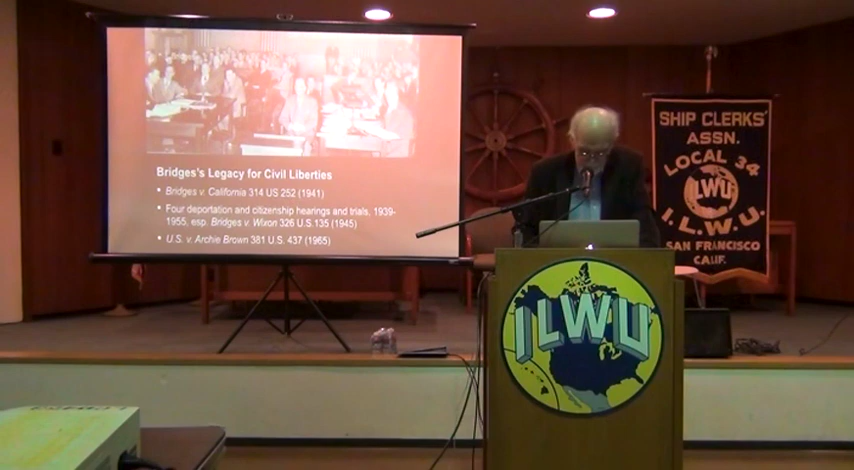 Bridges's Legacy for Civil Liberties
• Bridges v. California 314 US 252 (1941)
• Four deportation and citizenship hearings and trials, 1939-
1955, esp. Bridges v. Wixon 326 U.S.135 (1945)
• U.S. v. Archie Brown 381 U.S. 437 (1965)
SHIP CLERKS'
ASSN.
LOCAL 34
ILWU
I.L.W.U.
SAN FRANCISCO
CALIF.
ILWU